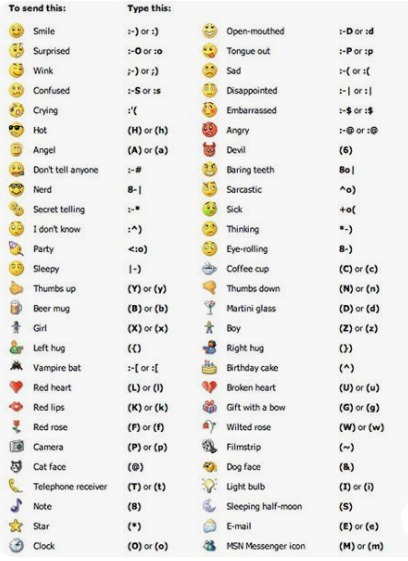 To send this: Type this:
Smile :-) or :) Open-mouthed :-D or :d
Surprised :-O or :o Tongue out :-P or :p
Wink ;-) or ;) Sad :-( or :(
Confused :-S or :s Disappointed :-| or :|
Crying :'( Embarrassed :-$ or :$
Hot (H) or (h) Angry :-@ or :@
Angel (A) or (a) Devil (6)
Don't tell anyone :-# Baring teeth 8o|
Nerd 8-| Sarcastic ^o)
Secret telling :-* Sick +o(
I don't know :^) Thinking *-)
Party <:o) Eye-rolling 8-)
Sleepy |-) Coffee cup (C) or (c)
Thumbs up (Y) or (y) Thumbs down (N) or (n)
Beer mug (B) or (b) Martini glass (D) or (d)
Girl (X) or (x) Boy (Z) or (z)
Left hug ({) Right hug (})
Vampire bat :-[ or :[ Birthday cake (^)
Red heart (L) or (l) Broken heart (U) or (u)
Red lips (K) or (k) Gift with a bow (G) or (g)
Red rose (F) or (f) Wilted rose (W) or (w)
Camera (P) or (p) Filmstrip (~)
Cat face (@) Dog face (&)
Telephone receiver (T) or (t) Light bulb (I) or (i)
Note (8) Sleeping half-moon (S)
Star (*) E-mail (E) or (e)
Clock (O) or (o) MSN Messenger icon (M) or (m)